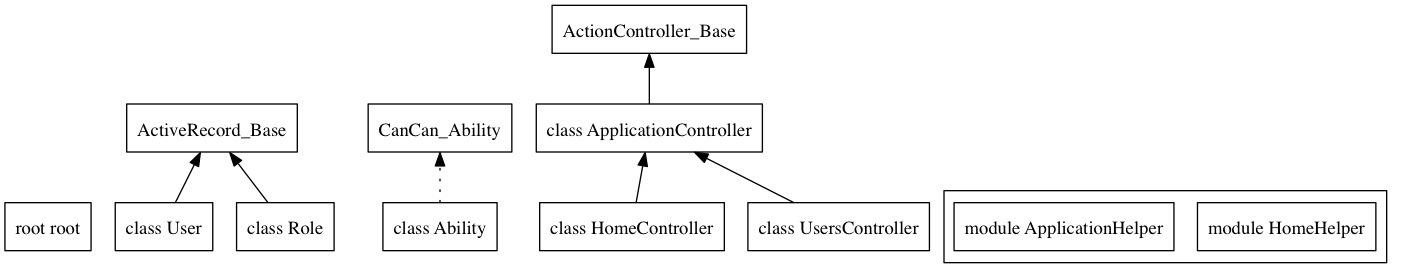 ActionController_Base
ActiveRecord_Base
CanCan_Ability
class ApplicationController
root root
class User
class Role
class Ability
class HomeController
class UsersController
module ApplicationHelper
module HomeHelper